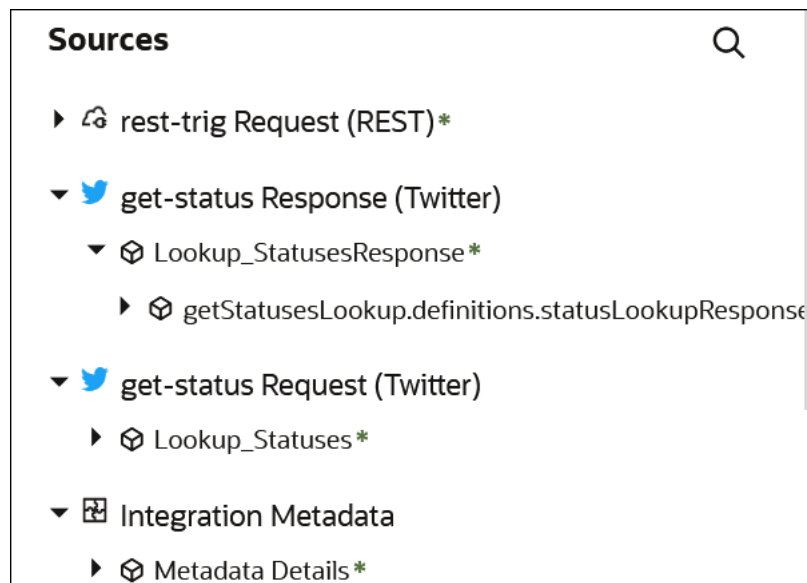 Sources
rest-trig Request (REST)*
get-status Response (Twitter)
Lookup_StatusesResponse*
getStatusesLookup.definitions.statusLookupResponse
get-status Request (Twitter)
Lookup_Statuses*
Integration Metadata
Metadata Details*